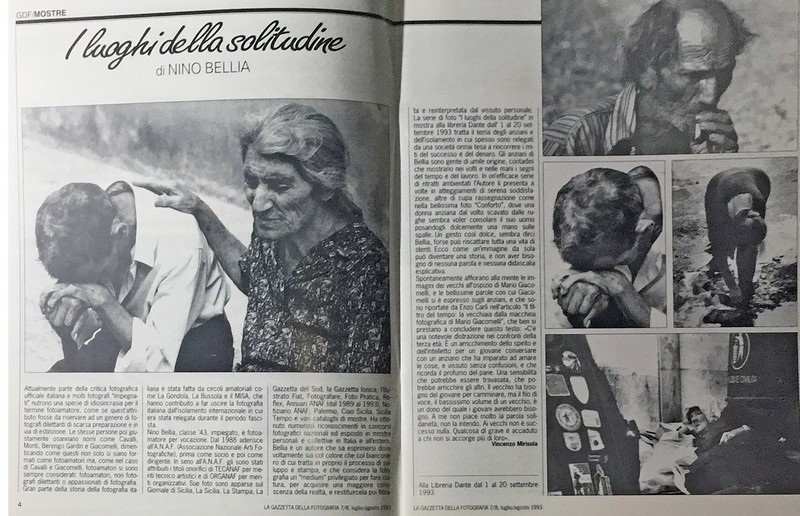 GDF/MOSTRE
I luoghi della solitudine
di NINO BELLIA
Attualmente parte della critica fotografica
ufficiale italiana e molti fotografi "impegna-
ti" nutrono una specie di idiosincrasia per il
termine fotoamatore, come se quest'attri-
buto fosse da riservare ad un genere di fo-
tografi dilettanti di scarsa preparazione e in
via di estinzione. Le stesse persone poi giu-
stamente osannano nomi come Cavalli,
Monti, Berengo Gardin e Giacomelli, dimen-
ticando come questi non solo si siano for-
mati come fotoamatori ma, come nel caso
di Cavalli e Giacomelli, fotoamatori si sono
sempre considerati: fotoamatori, non foto-
grafi dilettanti o appassionati di fotografia.
Gran parte della storia della fotografia ita-
liana è stata fatta da circoli amatoriali co-
me La Gondola, La Bussola e il MISA, che
hanno contribuito a far uscire la fotografia
italiana dall'isolamento internazionale in cui
era stata relegata durante il periodo fasci-
sta.
Nino Bellia, classe '43, impiegato, è fotoa-
matore per vocazione. Dal 1988 aderisce
all'A.N.A.F. (Associazione Nazionale Arti Fo-
tografiche), prima come socio e poi come
dirigente. In seno all'A.N.A.F. gli sono stati
attribuiti i titoli onorifici di TECANAF per me-
riti tecnico artistici e di ORGANAF per meri-
ti organizzativi. Sue foto sono apparse sul
Giornale di Sicilia, La Sicilia, La Stampa, La
Gazzetta del Sud, la Gazzetta Ionica, l'Illu-
strato Fiat, Fotografare, Foto Pratica, Re-
flex, Annuari ANAF (dal 1989 al 1993), No-
tiziario ANAF, Palermo, Ciao Sicilia, Sicilia
Tempo e vari cataloghi di mostre. Ha otte-
nuto numerosi riconoscimenti in concorsi
fotografici nazionali ed esposto in mostre
personali e collettive in Italia e all'estero.
Bellia è un autore che sa esprimersi disin-
voltamente sia col colore che col bianconero-
ro di cui tratta in proprio il processo di svi-
luppo e stampa, e che considera la foto-
grafia un "medium" privilegiato per fare cul-
tura, per acquisire una maggiore cono-
scenza della realtà, e restituircela poi filtra-
4
LA GAZZETTA DELLA FOTOGRAFIA 7/8, luglio/agosto 1993
ta e reinterpretata dal vissuto personale.
La serie di foto "I luoghi della solitudine" in
mostra alla libreria Dante dall' 1 al 20 set-
tembre 1993 tratta il tema degli anziani e
dell'isolamento in cui spesso sono relegati
da una società ormai tesa a rincorrere i mi-
ti del successo e del denaro. Gli anziani di
Bellia sono gente di umile origine, contadini
che mostrano nei volti e nelle mani i segni
del tempo e del lavoro. In un'efficace serie
di ritratti ambientati l'Autore li presenta a
volte in atteggiamenti di serena soddisfa-
zione, altre di cupa rassegnazione come
nella bellissima foto "Conforto", dove una
donna anziana dal volto scavato dalle ru-
ghe sembra voler consolare il suo uomo
posandogli dolcemente una mano sulle
spalle. Un gesto così dolce, sembra dirci
Bellia, forse può riscattare tutta una vita di
stenti. Ecco come un'immagine da sola
può diventare una storia, e non aver biso-
gno di nessuna parola e nessuna didascalia
esplicativa.
Spontaneamente affiorano alla mente le im-
magini dei vecchi all'ospizio di Mario Giaco-
melli, e le bellissime parole con cui Giaco-
melli si è espresso sugli anziani, e che so-
no riportate da Enzo Carli nell'articolo "Il fil-
tro del tempo: la vecchiaia dalla macchina
fotografica di Mario Giacomelli", che ben si
prestano a concludere questo testo: «C'è
una notevole distrazione nei confronti della
terza età. È un arricchimento dello spirito e
dell'intelletto per un giovane conversare
con un anziano che ha imparato ad amare
le cose, e vissuto senza confusioni, e che
ricorda il profumo del pane. Una sensibilità
che potrebbe essere travasata, che po-
trebbe arricchire gli altri. Il vecchio ha biso-
gno del giovane per camminare, ma il filo di
voce, il bassissimo volume di un vecchio, è
un dono del quale i giovani avrebbero biso-
gno. A me non piace molto la parola soli-
darietà, non la intendo. Ai vecchi non è suc-
cesso nulla. Qualcosa di grave è accaduto
a chi non si accorge più di loro».
Vincenzo Mirisola
Alla Libreria Dante dal 1 al 20 settembre
1993.
LA GAZZETTA DELLA FOTOGRAFIA 7/8, luglio/agosto 1993